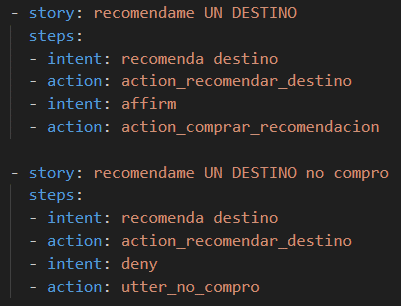 - story: recomendame UN DESTINO
steps:
- intent: recomenda destino
- action: action_recomendar_destino
- intent: affirm
- action: action_comprar_recomendacion
- story: recomendame UN DESTINO no compro
steps:
- intent: recomenda destino
- action: action_recomendar_destino
- intent: deny
- action: utter_no_compro